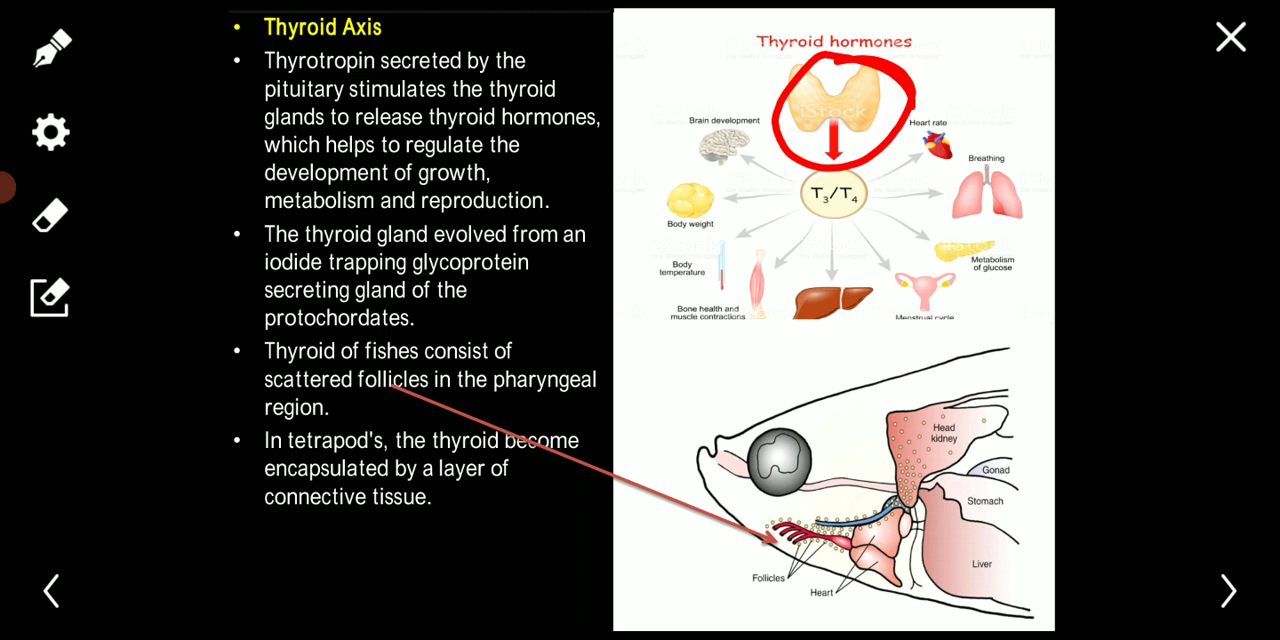 Thyroid Axis
Thyrotropin secreted by the
pituitary stimulates the thyroid
glands to release thyroid hormones,
which helps to regulate the
development of growth,
metabolism and reproduction.
The thyroid gland evolved from an
iodide trapping glycoprotein
secreting gland of the
protochordates.
Thyroid of fishes consist of
scattered follicles in the pharyngeal
region.
In tetrapod's, the thyroid become
encapsulated by a layer of
connective tissue.
Thyroid hormones
iStock
Brain development
Heart rate
Breathing
T3/T4
Body weight
Body
temperature
Metabolism
of glucose
Bone health and
muscle contractions
Menstrual cycle
Head
kidney
Gonad
Stomach
Liver
Follicles
Heart